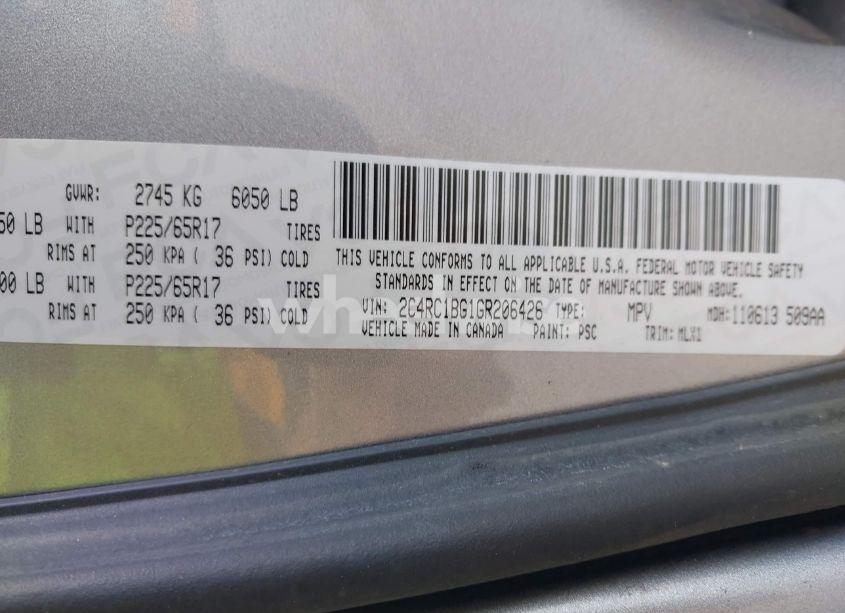 GVWR: 2745 KG 6050 LB
50 LB WITH P225/65R17 TIRES
RIMS AT 250 KPA ( 36 PSI) COLD
00 LB WITH P225/65R17 TIRES
RIMS AT 250 KPA ( 36 PSI) COLD
THIS VEHICLE CONFORMS TO ALL APPLICABLE U.S.A. FEDERAL MOTOR VEHICLE SAFETY
STANDARDS IN EFFECT ON THE DATE OF MANUFACTURE SHOWN ABOVE.
VIN: 2C4RC1BG1GR206426 TYPE: MPV MDH:110613 509AA
VEHICLE MADE IN CANADA PAINT: PSC TRIM: MLX1